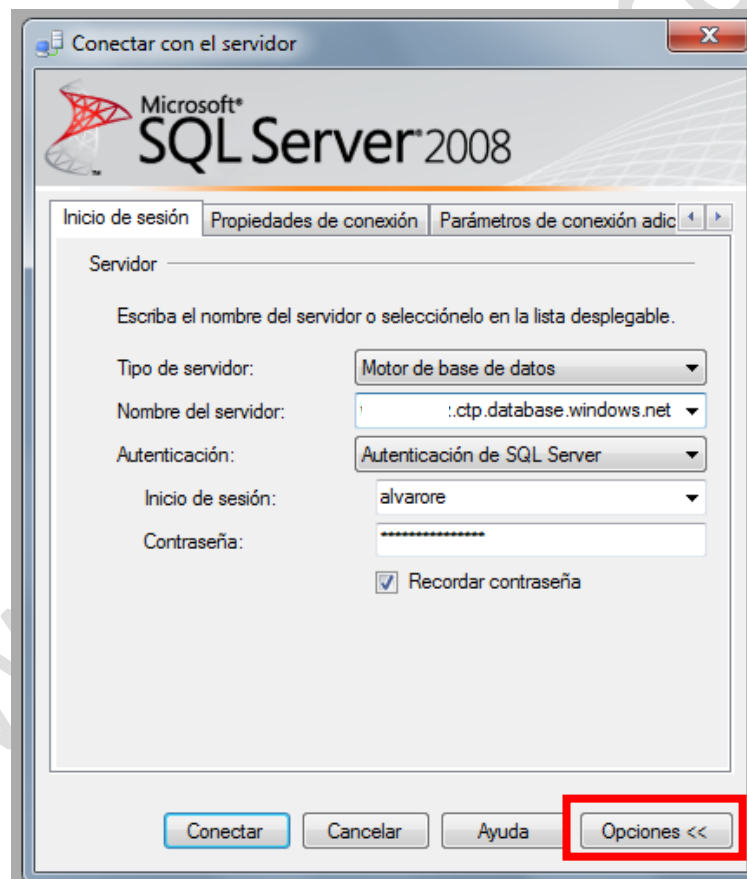 Conectar con el servidor
Microsoft®
SQL Server® 2008
Inicio de sesión Propiedades de conexión Parámetros de conexión adic
Servidor
Escriba el nombre del servidor o selecciónelo en la lista desplegable.
Tipo de servidor: Motor de base de datos
Nombre del servidor: .ctp.database.windows.net
Autenticación: Autenticación de SQL Server
Inicio de sesión: alvarore
Contraseña: ***************
Recordar contraseña
Conectar Cancelar Ayuda Opciones <<